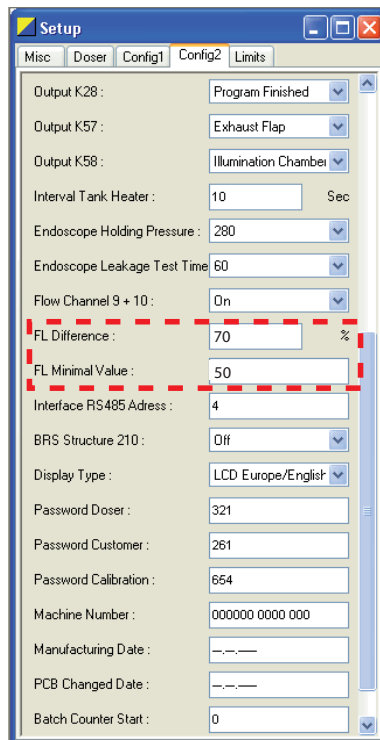 Setup
Misc Doser Config1 Config2 Limits
Output K28 : Program Finished
Output K57 : Exhaust Flap
Output K58 : Illumination Chamber
Interval Tank Heater : 10 Sec
Endoscope Holding Pressure : 280
Endoscope Leakage Test Time 60
Flow Channel 9 + 10 : On
FL Difference : 70 %
FL Minimal Value : 50
Interface RS485 Adress : 4
BRS Structure 210 : Off
Display Type : LCD Europe/English
Password Doser : 321
Password Customer : 261
Password Calibration : 654
Machine Number : 000000 0000 000
Manufacturing Date : --.--.----
PCB Changed Date : --.--.----
Batch Counter Start : 0